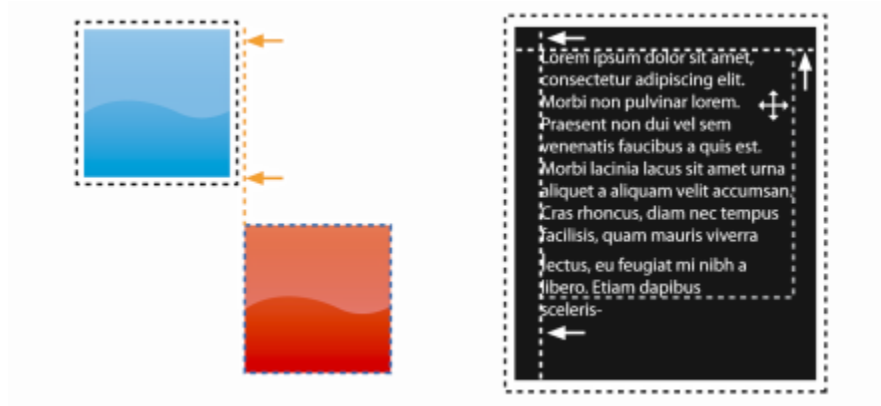 Lorem ipsum dolor sit amet,
consectetur adipiscing elit.
Morbi non pulvinar lorem.
Praesent non dui vel sem
venenatis faucibus a quis est.
Morbi lacinia lacus sit amet urna
aliquet a aliquam velit accumsan.
Cras rhoncus, diam nec tempus
facilisis, quam mauris viverra
lectus, eu feugiat mi nibh a
libero. Etiam dapibus
sceleris-